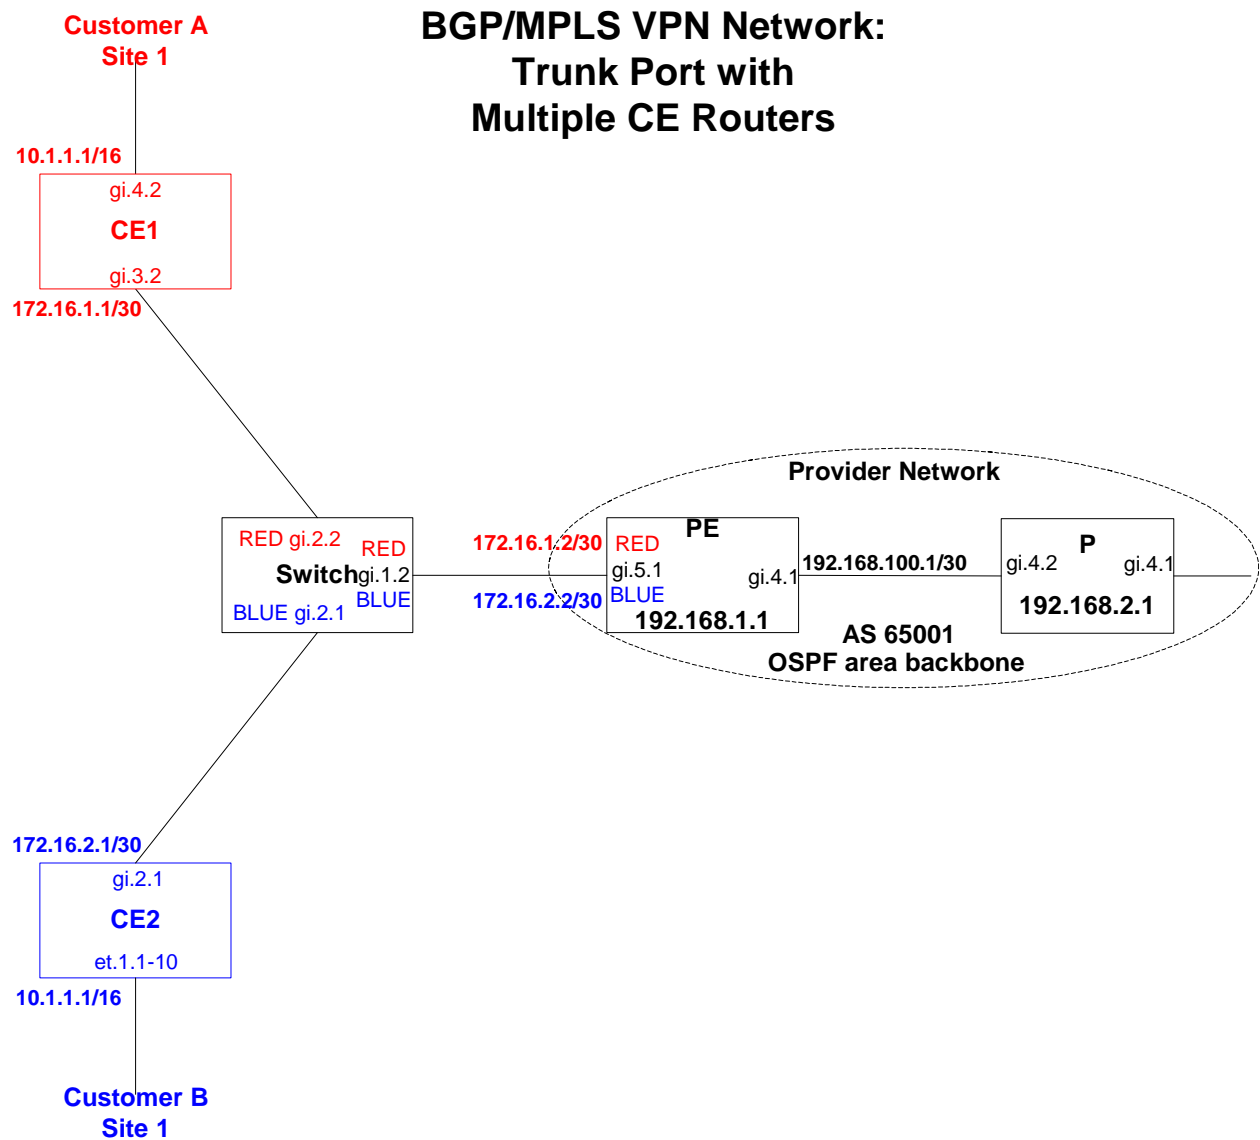 Customer A
Site 1
BGP/MPLS VPN Network:
Trunk Port with
Multiple CE Routers
10.1.1.1/16
gi.4.2
CE1
gi.3.2
172.16.1.1/30
Provider Network
RED gi.2.2
RED
Switch
gi.1.2
BLUE
BLUE gi.2.1
172.16.1.2/30
172.16.2.2/30
RED
PE
gi.5.1
gi.4.1
BLUE
192.168.1.1
192.168.100.1/30
P
gi.4.2
gi.4.1
192.168.2.1
AS 65001
OSPF area backbone
172.16.2.1/30
gi.2.1
CE2
et.1.1-10
10.1.1.1/16
Customer B
Site 1